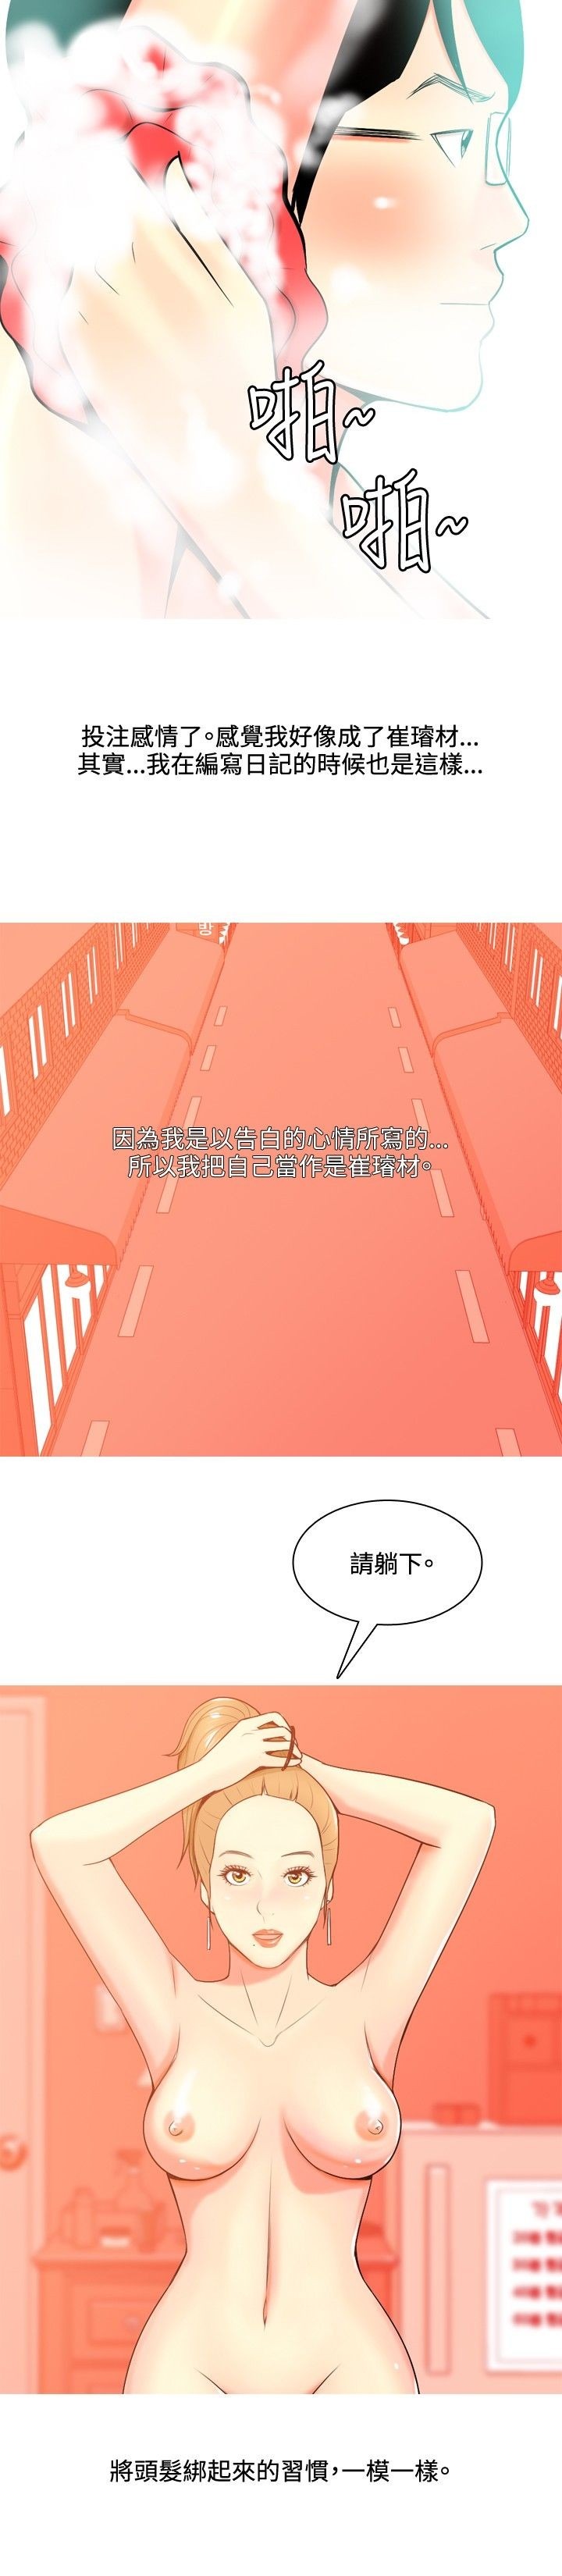 啪~
啪~
投注感情了。感覺我好像成了崔璿材...
其實...我在編寫日記的時候也是這樣...
방
因為我是以告白的心情所寫的...
所以我把自己當作是崔璿材。
請躺下。
將頭髮綁起來的習慣,一模一樣。